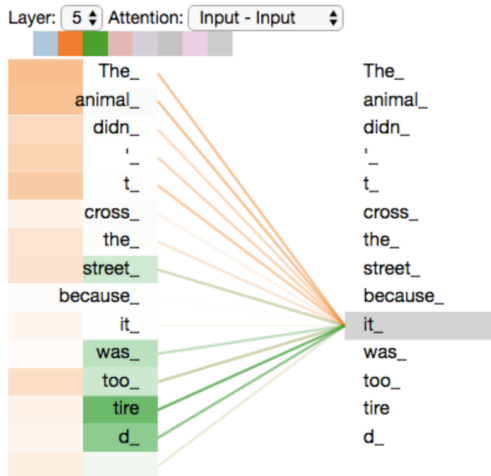 Layer: 5 Attention: Input - Input
The_ The_
animal_ animal_
didn_ didn_
'_ '_
t_ t_
cross_ cross_
the_ the_
street_ street_
because_ because_
it_ it_
was_ was_
too_ too_
tire tire
d_ d_